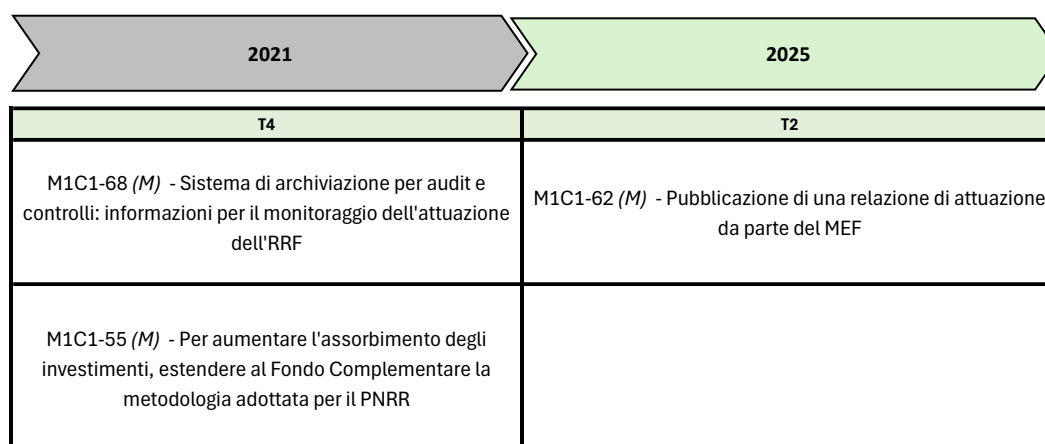 2021
2025
T4
T2
M1C1-68 (M) - Sistema di archiviazione per audit e
controlli: informazioni per il monitoraggio dell'attuazione
dell'RRF
M1C1-62 (M) - Pubblicazione di una relazione di attuazione
da parte del MEF
M1C1-55 (M) - Per aumentare l'assorbimento degli
investimenti, estendere al Fondo Complementare la
metodologia adottata per il PNRR